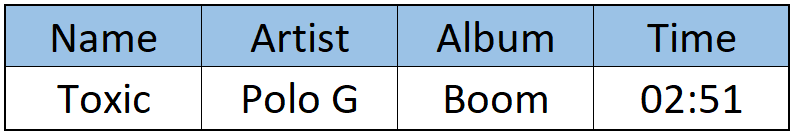 Name Artist Album Time
Toxic Polo G Boom 02:51